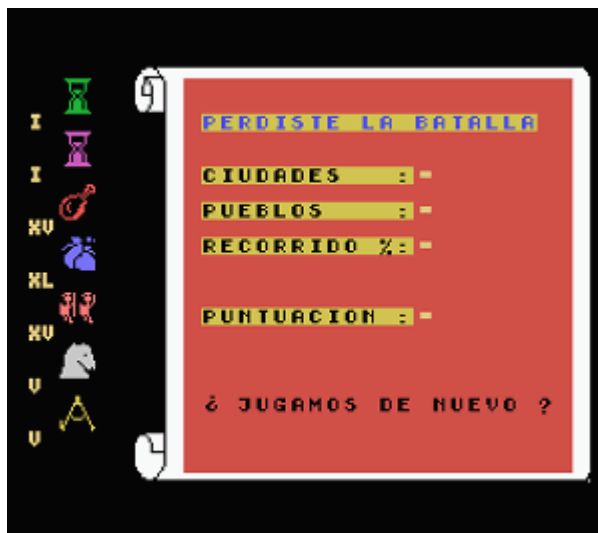 I
I
XV
XL
XV
V
V
PERDISTE LA BATALLA
CIUDADES : -
PUEBLOS : -
RECORRIDO %: -
PUNTUACION : -
¿ JUGAMOS DE NUEVO ?